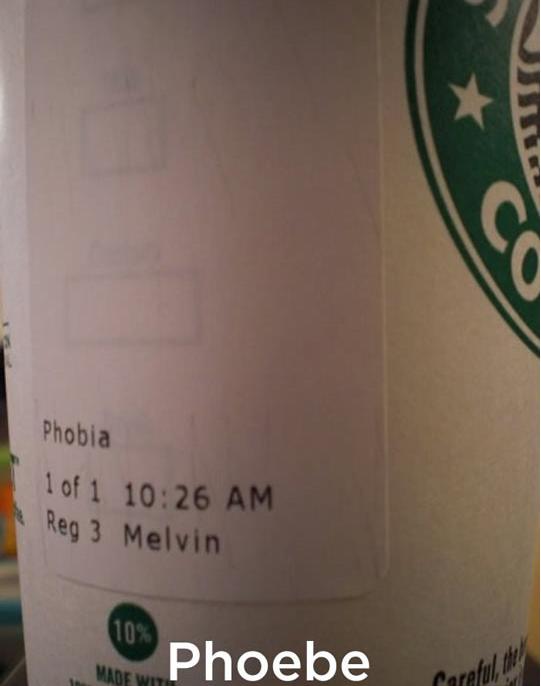 CO
Phobia
1 of 1 10:26 AM
Reg 3 Melvin
10%
MADE WITH
Careful, the
Phoebe